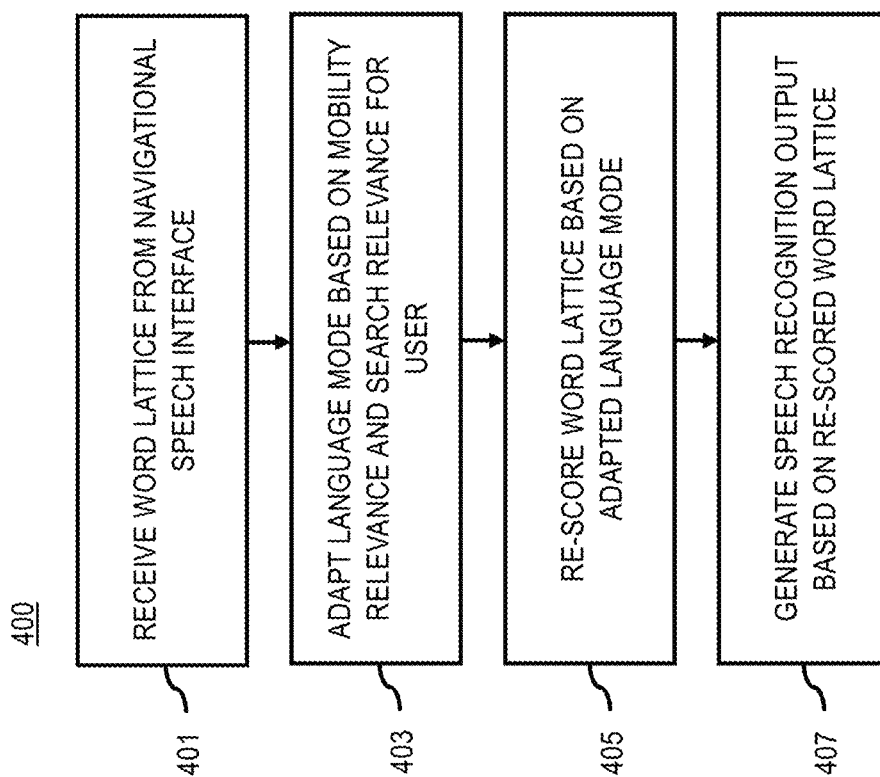 400
401
RECEIVE WORD LATTICE FROM NAVIGATIONAL
SPEECH INTERFACE
403
ADAPT LANGUAGE MODE BASED ON MOBILITY
RELEVANCE AND SEARCH RELEVANCE FOR
USER
405
RE-SCORE WORD LATTICE BASED ON
ADAPTED LANGUAGE MODE
407
GENERATE SPEECH RECOGNITION OUTPUT
BASED ON RE-SCORED WORD LATTICE